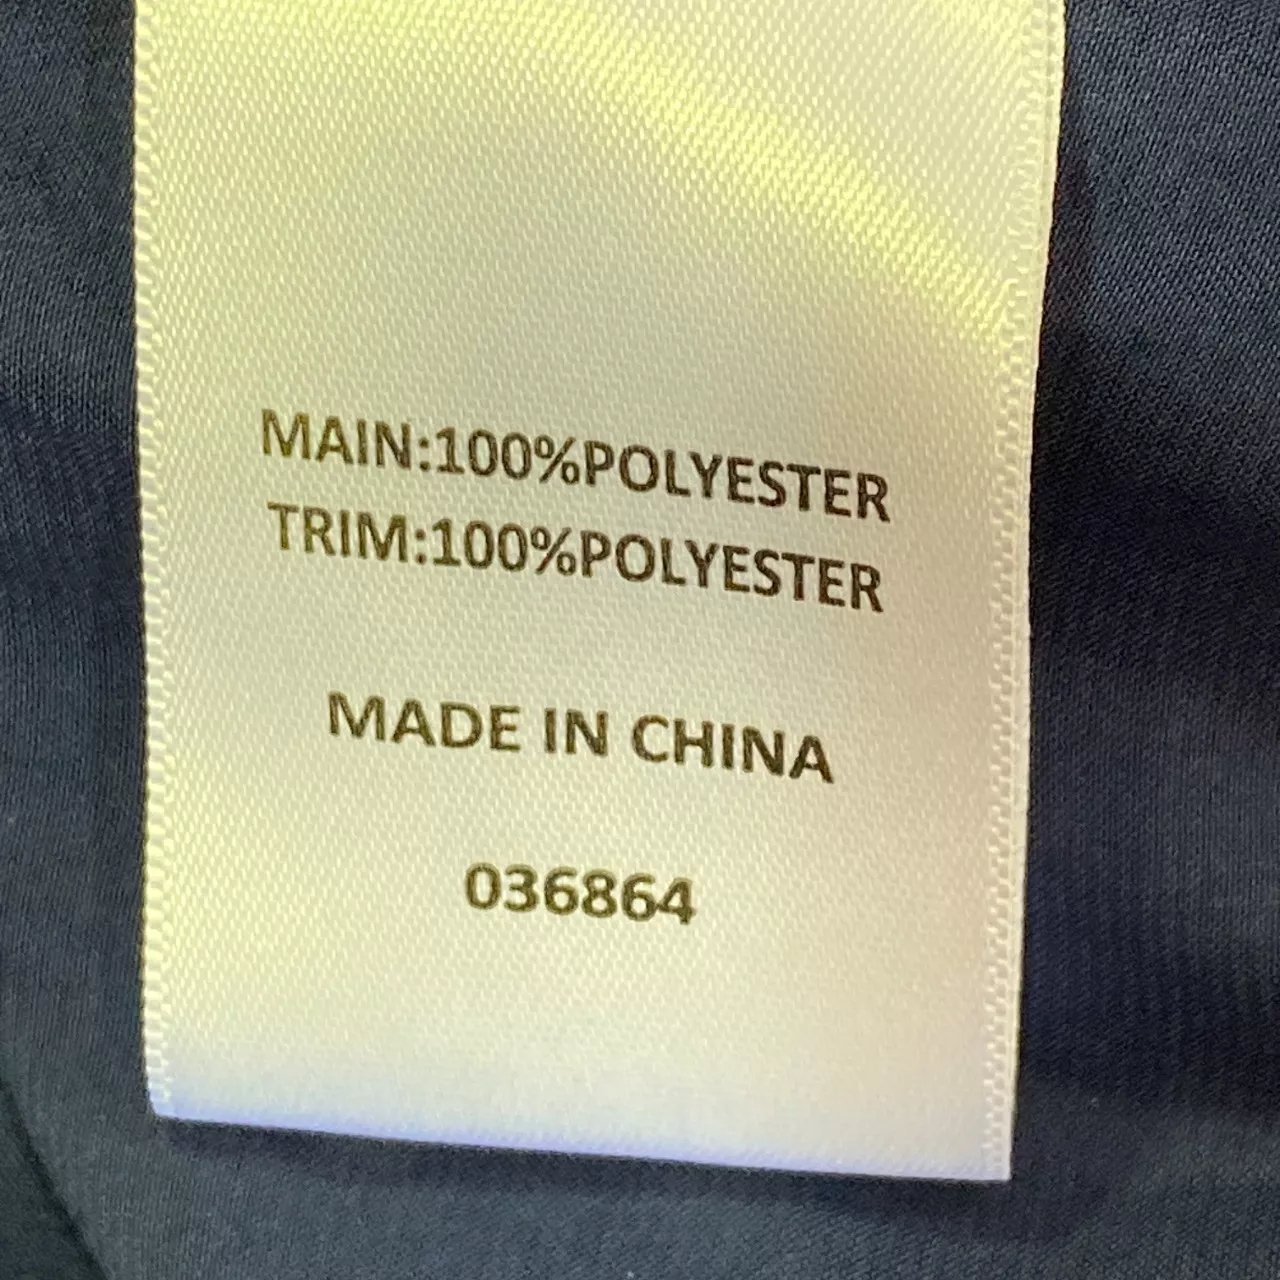 MAIN:100%POLYESTER
TRIM:100%POLYESTER
MADE IN CHINA
036864